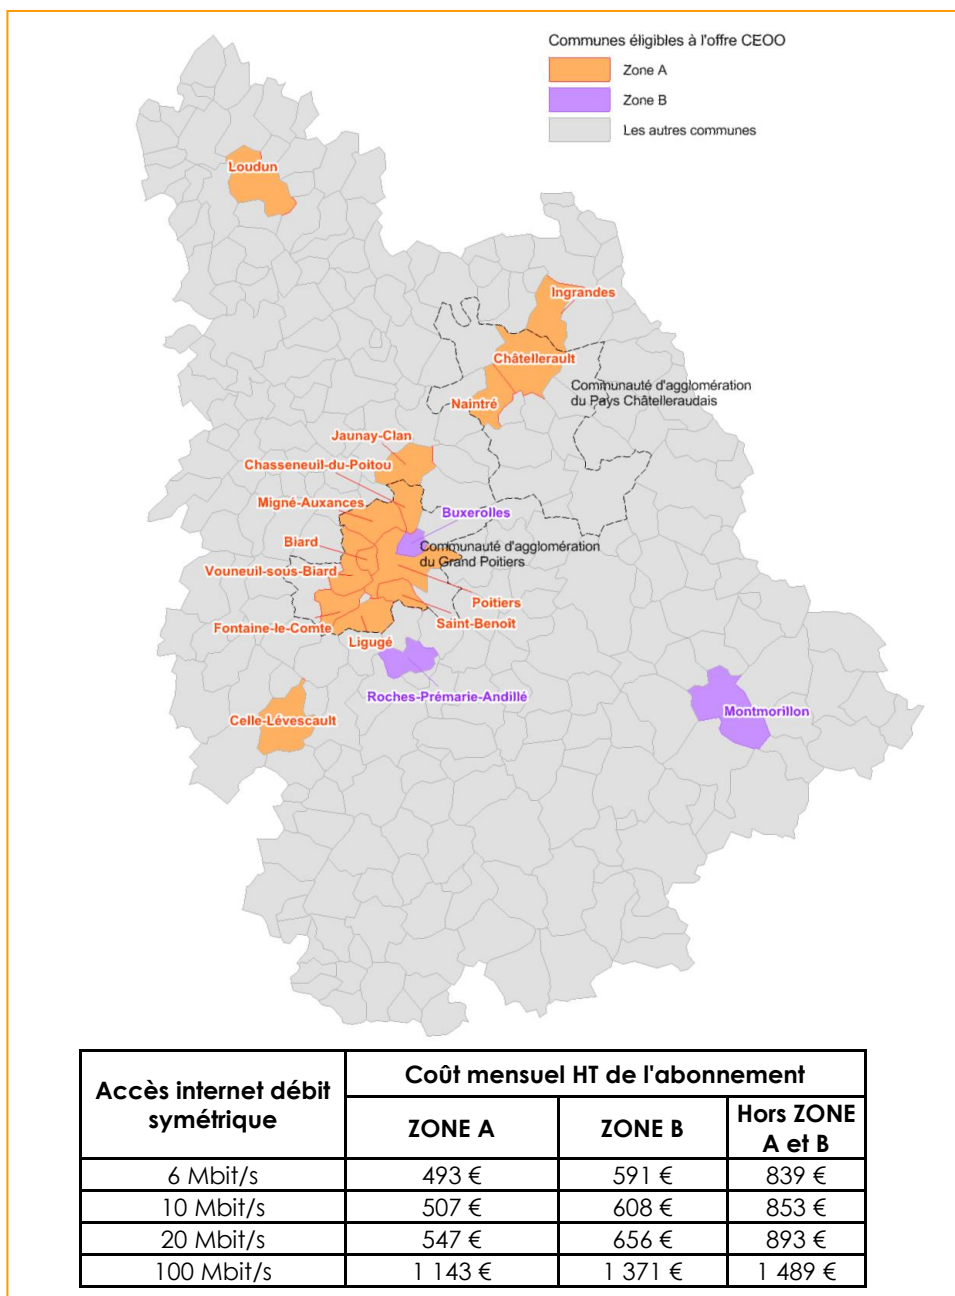 Communes éligibles à l'offre CEOO
Zone A
Zone B
Les autres communes
Loudun
Ingrandes
Châtellerault
Communauté d'agglomération
du Pays Châtelleraudais
Naintré
Jaunay-Clan
Chasseneuil-du-Poitou
Migné-Auxances
Buxerolles
Biard
Communauté d'agglomération
du Grand Poitiers
Vouneuil-sous-Biard
Poitiers
Saint-Benoît
Fontaine-le-Comte
Ligugé
Roches-Prémarie-Andillé
Celle-Lévescault
Montmorillon
Accès internet débit
symétrique
Coût mensuel HT de l'abonnement
ZONE A
ZONE B
Hors ZONE
A et B
6 Mbit/s 493 € 591 € 839 €
10 Mbit/s 507 € 608 € 853 €
20 Mbit/s 547 € 656 € 893 €
100 Mbit/s 1 143 € 1 371 € 1 489 €